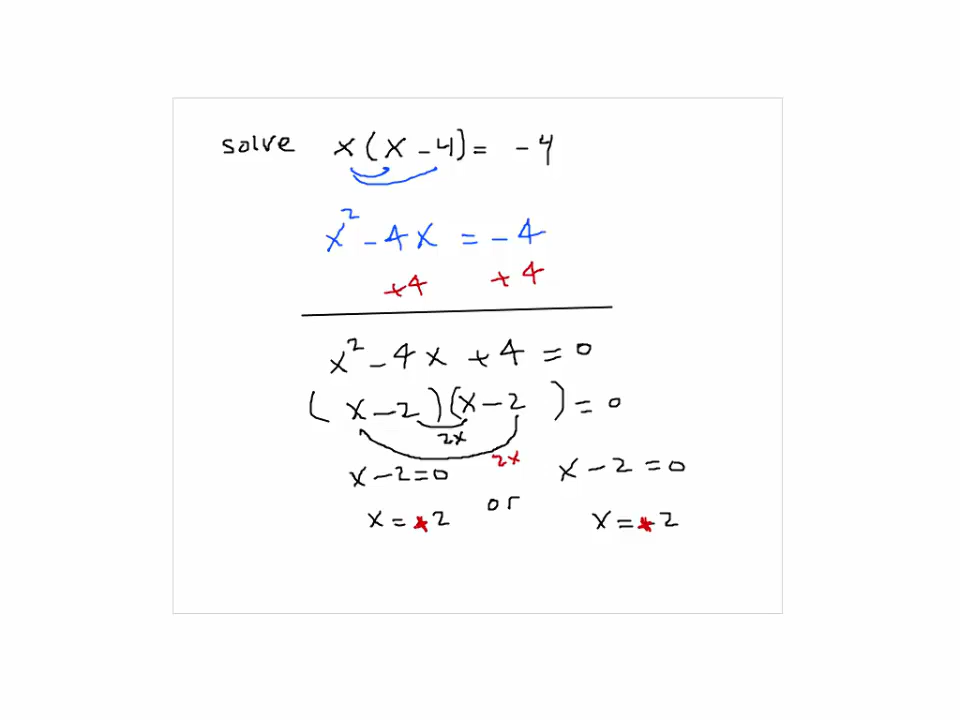 solve x(x-4) = -4
x² - 4x = -4
+4 +4
x² - 4x + 4 = 0
(x-2)(x-2) = 0
2x
2x
x-2=0 x-2=0
or
x=+2 x=+2